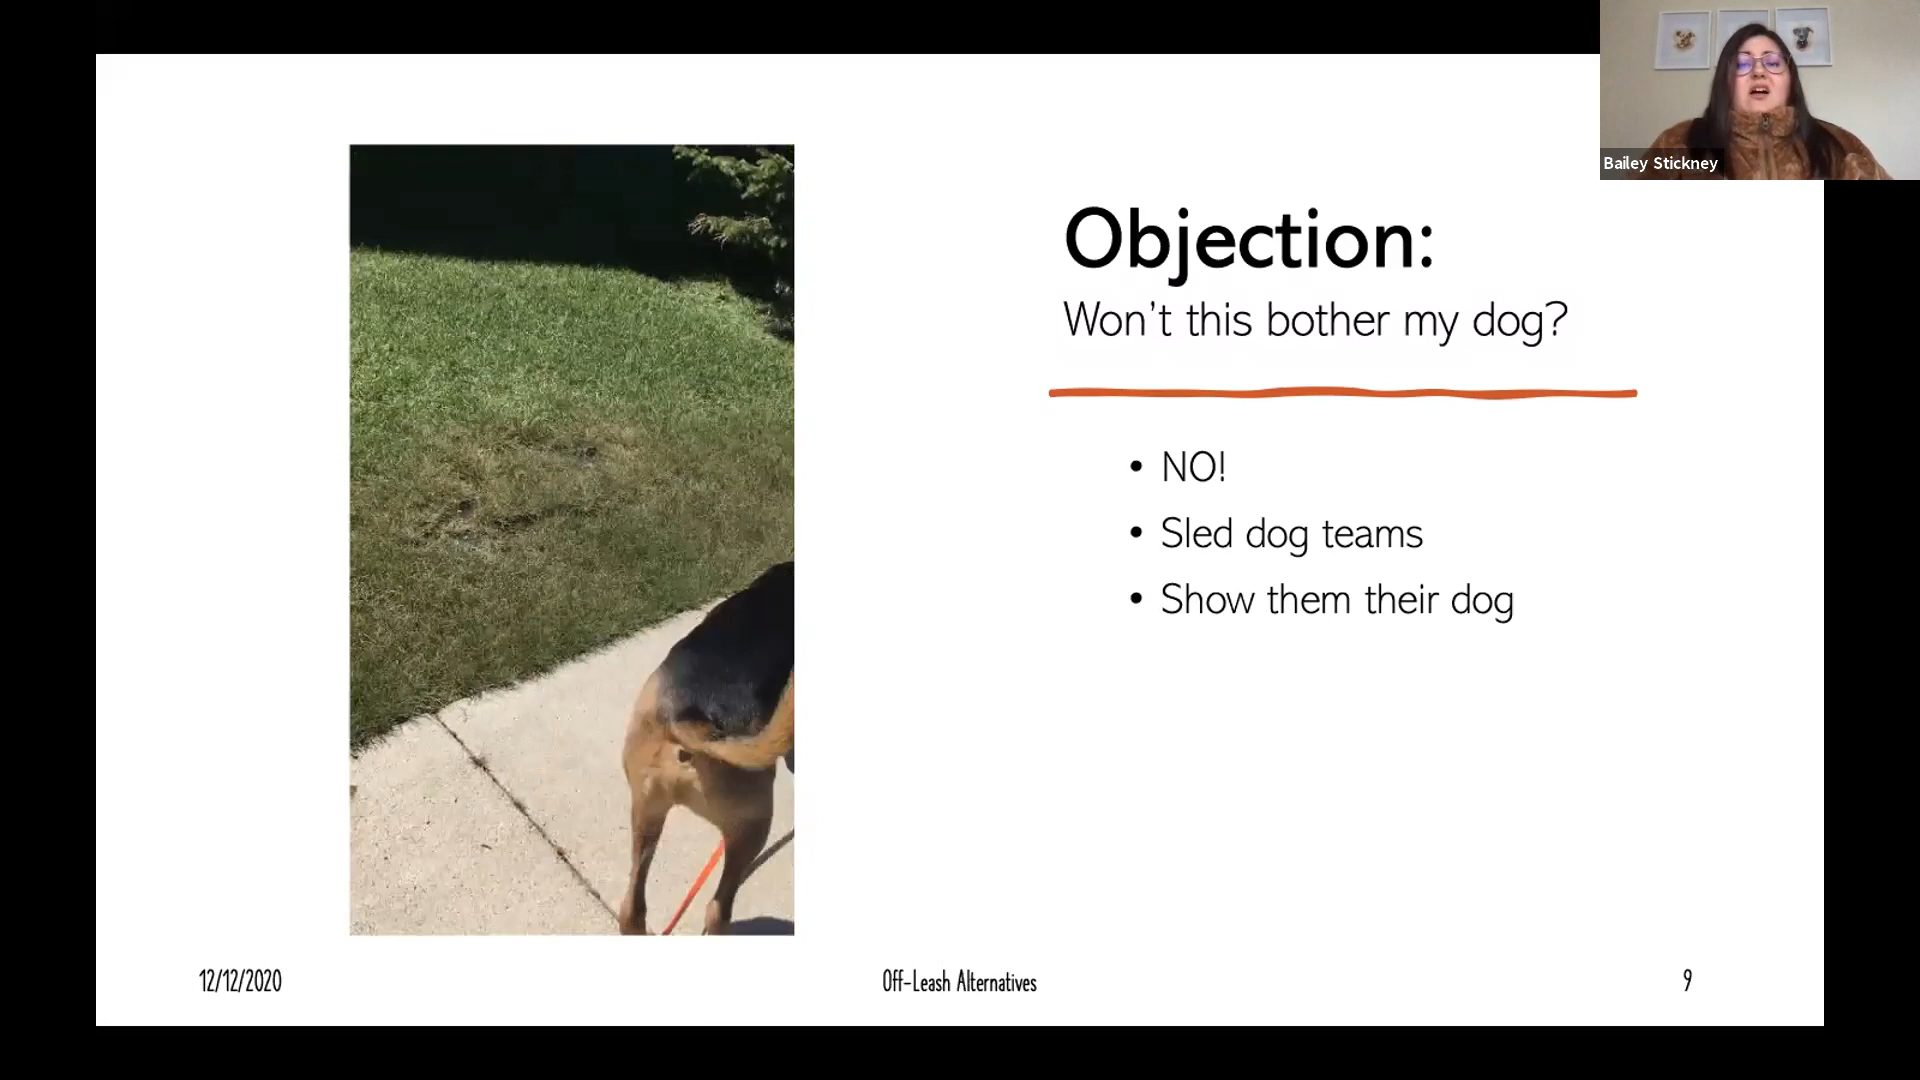 Bailey Stickney
Objection:
Won't this bother my dog?
• NO!
• Sled dog teams
• Show them their dog
12/12/2020
Off-Leash Alternatives
9